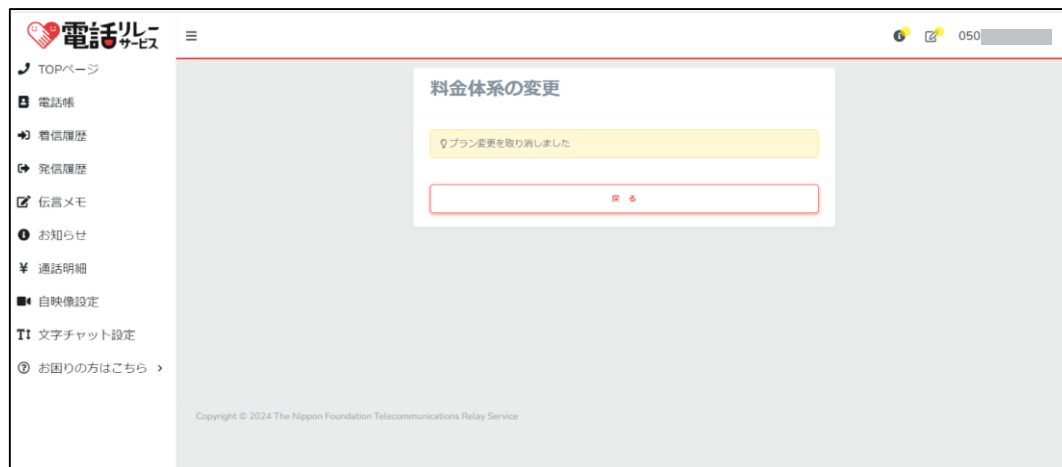 電話リレーサービス
050
TOPページ
電話帳
着信履歴
発信履歴
伝言メモ
お知らせ
¥ 通話明細
自映像設定
文字チャット設定
お困りの方はこちら
料金体系の変更
プラン変更を取り消しました
戻 る
Copyright © 2024 The Nippon Foundation Telecommunications Relay Service